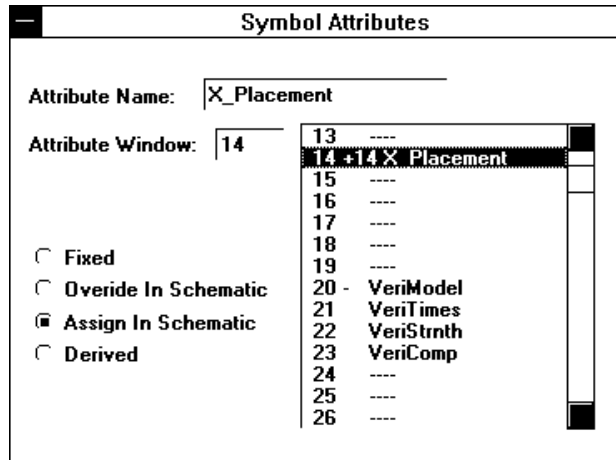 Symbol Attributes
Attribute Name: X_Placement
Attribute Window: 14
13 ----
14 +14 X_Placement
15 ----
16 ----
17 ----
18 ----
19 ----
20 - VeriModel
21 VeriTimes
22 VeriStrnth
23 VeriComp
24 ----
25 ----
26 ----
Fixed
Overide In Schematic
Assign In Schematic
Derived